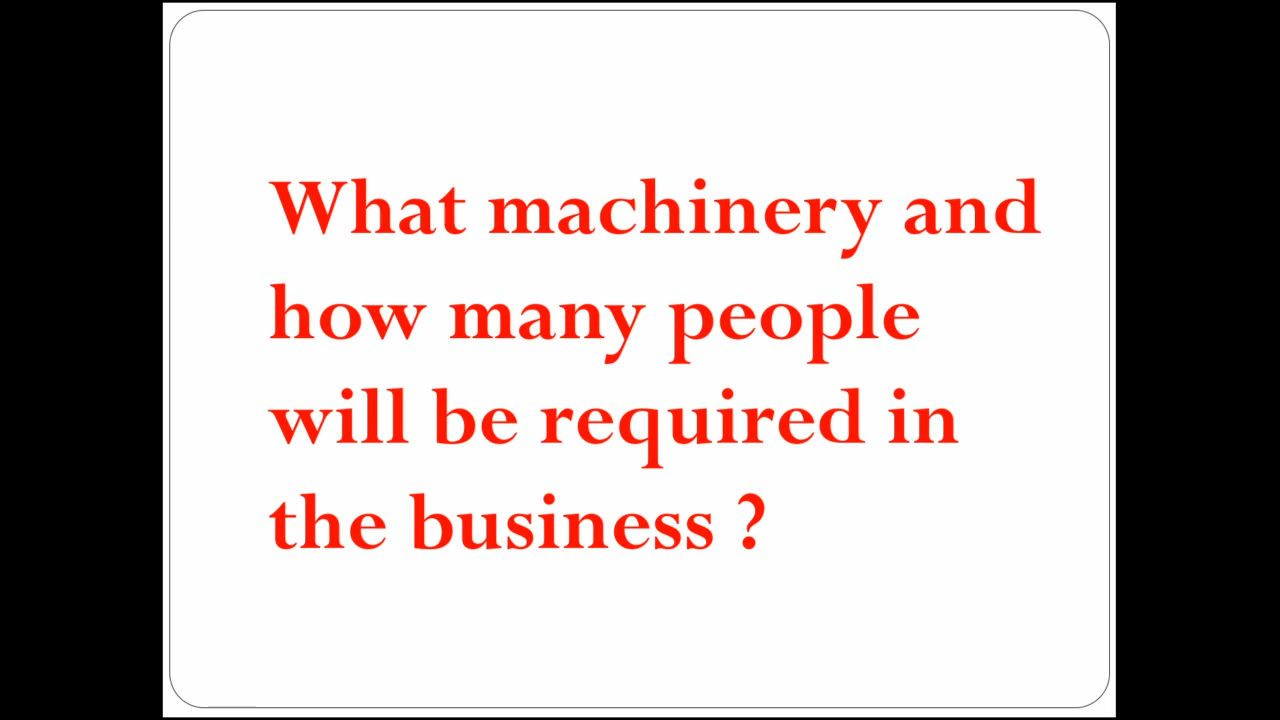 What machinery and
how many people
will be required in
the business ?